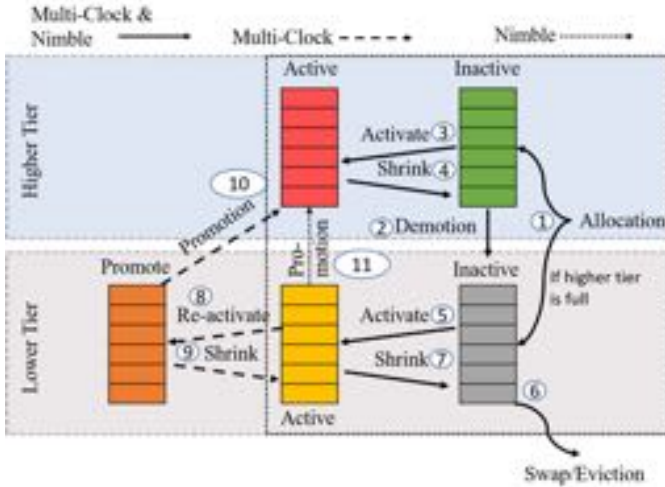 Multi-Clock &
Nimble
Multi-Clock
Nimble
Active
Inactive
Higher Tier
Activate 3
Shrink 4
10
Promotion
2 Demotion
1
Allocation
Pro-
motion
11
Promote
Inactive
If higher tier
is full
Lower Tier
8
Re-activate
9 Shrink
Activate 5
Shrink 7
6
Active
Swap/Eviction